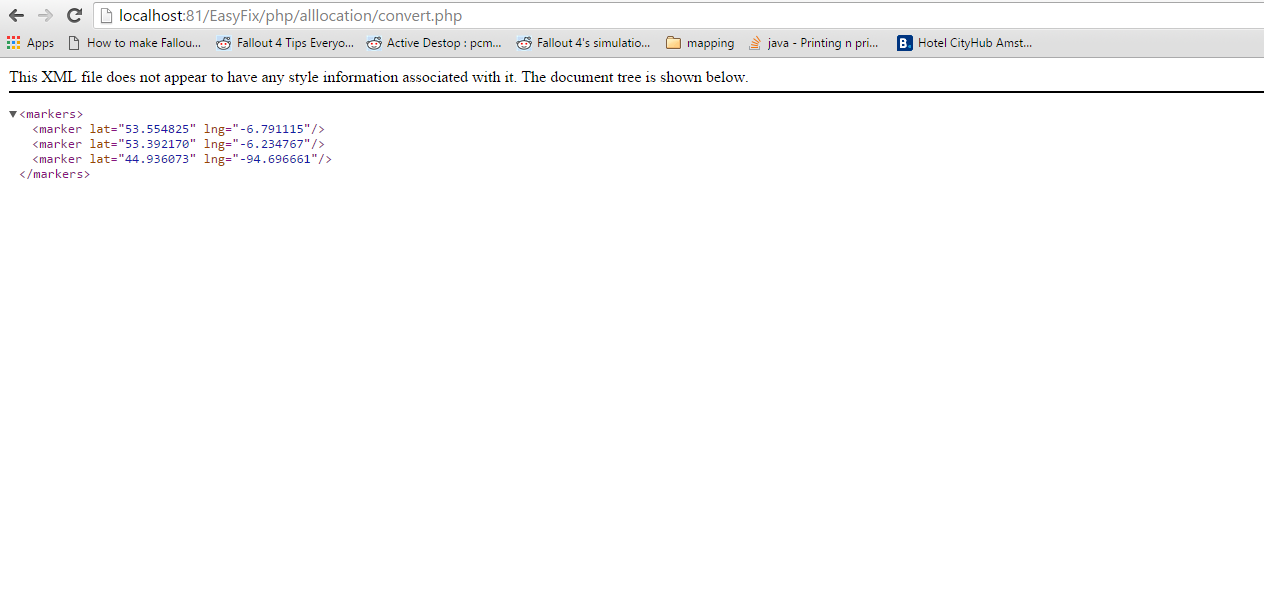 localhost:81/EasyFix/php/alllocation/convert.php
Apps How to make Fallou... Fallout 4 Tips Everyo... Active Destop : pcm... Fallout 4's simulatio... mapping java - Printing n pri... B. Hotel CityHub Amst...
This XML file does not appear to have any style information associated with it. The document tree is shown below.
▼<markers>
<marker lat="53.554825" lng="-6.791115"/>
<marker lat="53.392170" lng="-6.234767"/>
<marker lat="44.936073" lng="-94.696661"/>
</markers>